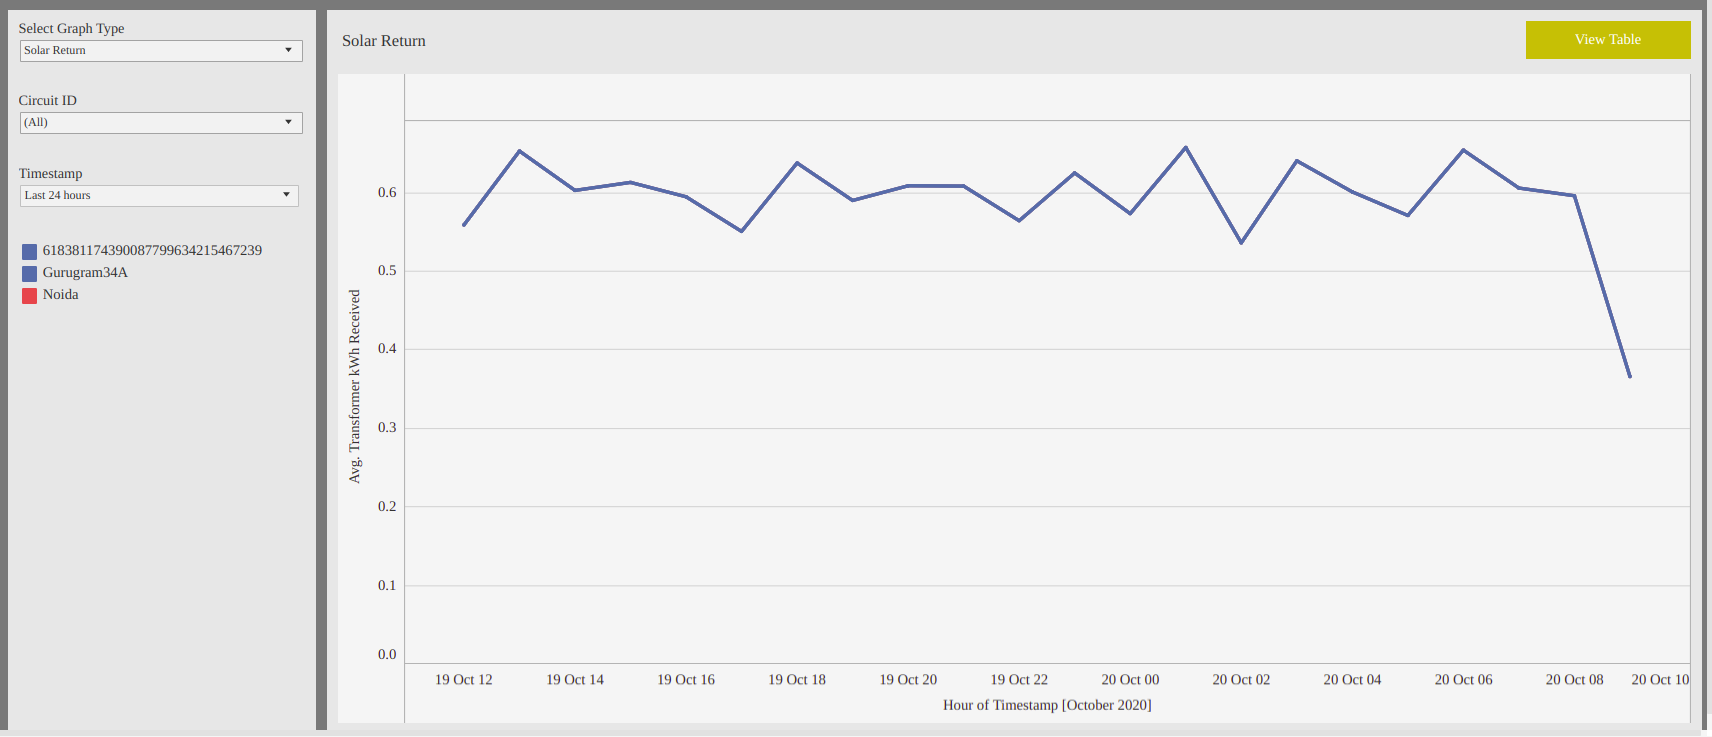 Select Graph Type
Solar Return
Circuit ID
(All)
Timestamp
Last 24 hours
618381174390087799634215467239
Gurugram34A
Noida
Solar Return
View Table
Avg. Transformer kWh Received
0.6
0.5
0.4
0.3
0.2
0.1
0.0
19 Oct 12 19 Oct 14 19 Oct 16 19 Oct 18 19 Oct 20 19 Oct 22 20 Oct 00 20 Oct 02 20 Oct 04 20 Oct 06 20 Oct 08 20 Oct 10
Hour of Timestamp [October 2020]